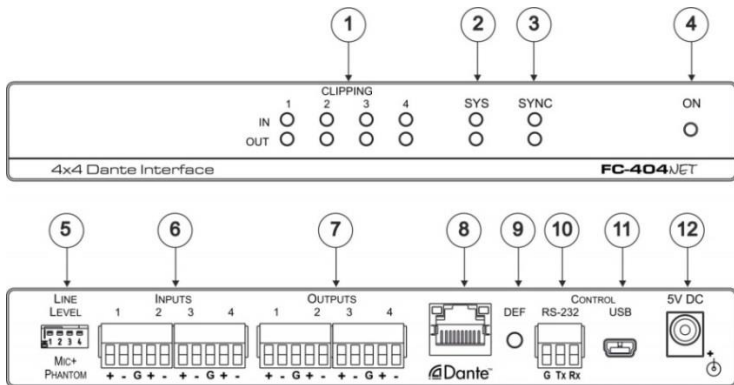 1 2 3 4
CLIPPING
1 2 3 4 SYS SYNC ON
IN
OUT
4x4 Dante Interface FC-404NET
5 6 7 8 9 10 11 12
LINE LEVEL
INPUTS
1 2 3 4
OUTPUTS
1 2 3 4
DEF
CONTROL
RS-232 USB
5V DC
1 2 3 4
MIC+
PHANTOM
+ - G + - + - G + -
+ - G + - + - G + -
Dante™
G Tx Rx
+